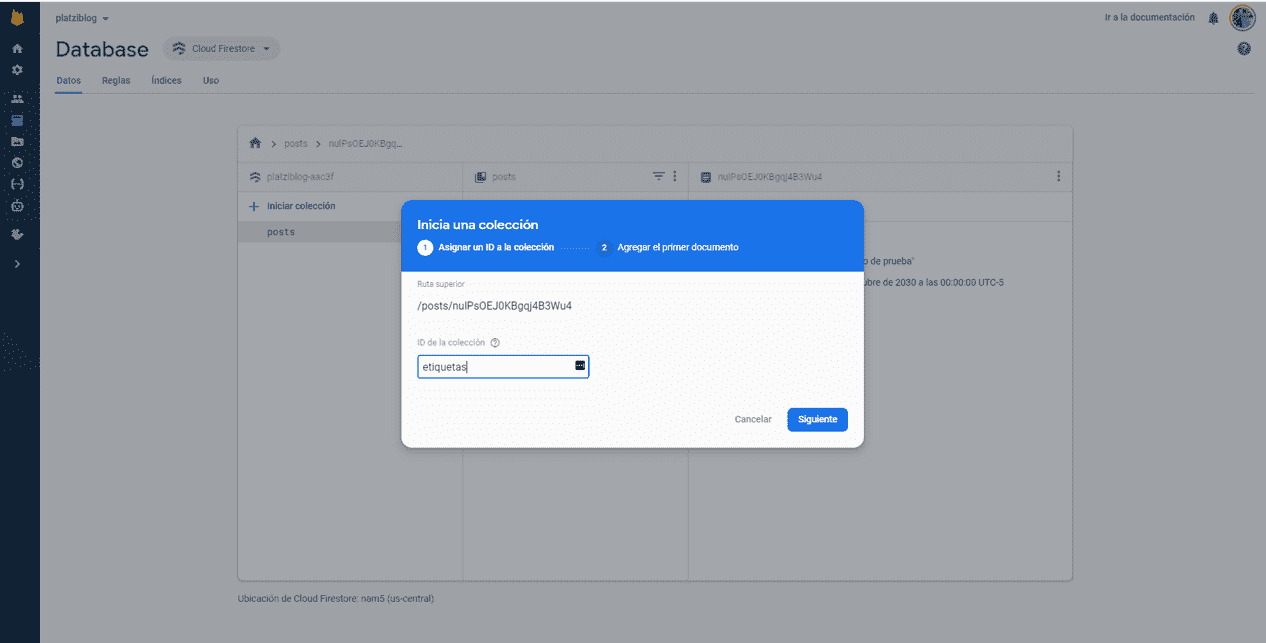 platziblog
Ir a la documentación
Database
Cloud Firestore
Datos Reglas Índices Uso
posts
nuIPsOEJ0KBgq...
platziblog-aac3f
posts
nuIPsOEJ0KBgqj4B3Wu4
Iniciar colección
posts
Inicia una colección
1 Asignar un ID a la colección
2 Agregar el primer documento
o de prueba"
ubre de 2030 a las 00:00:00 UTC-5
Ruta superior
/posts/nuIPsOEJ0KBgqj4B3Wu4
ID de la colección
etiquetas
Cancelar
Siguiente
Ubicación de Cloud Firestore: nam5 (us-central)